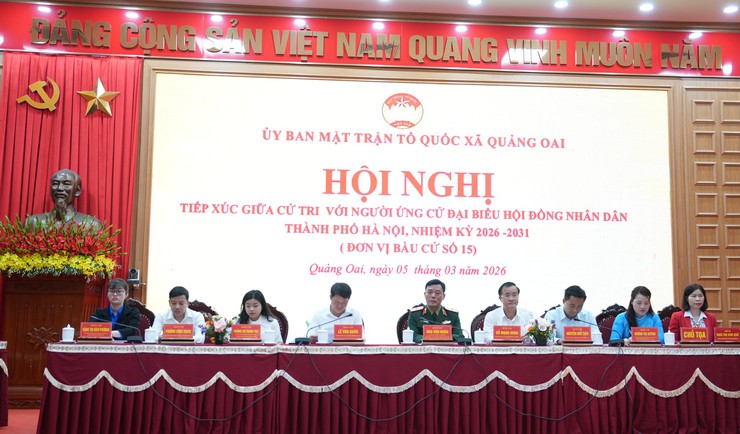 ĐẢNG CỘNG SẢN VIỆT NAM QUANG VINH MUÔN NĂM
ỦY BAN MẶT TRẬN TỔ QUỐC XÃ QUẢNG OAI
HỘI NGHỊ
TIẾP XÚC GIỮA CỬ TRI VỚI NGƯỜI ỨNG CỬ ĐẠI BIỂU HỘI ĐỒNG NHÂN DÂN
THÀNH PHỐ HÀ NỘI, NHIỆM KỲ 2026 -2031
( ĐƠN VỊ BẦU CỬ SỐ 15)
Quảng Oai, ngày 05 tháng 03 năm 2026
LÊ VĂN QUÂN
CHỦ TỌA